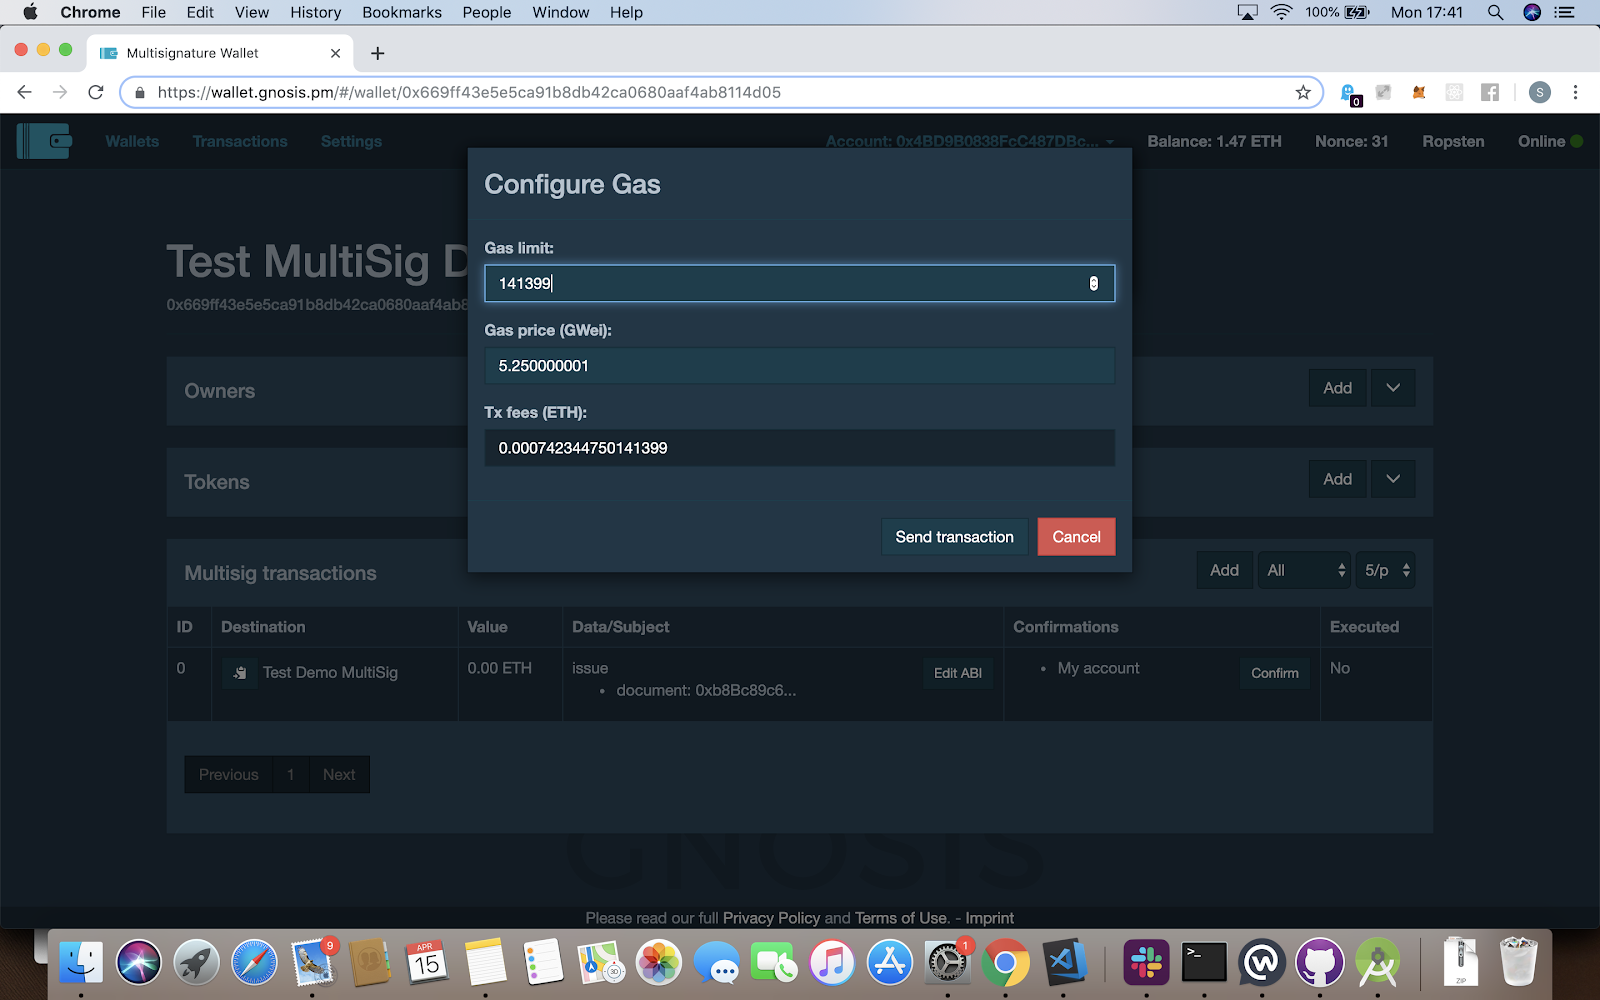 Chrome File Edit View History Bookmarks People Window Help 100% Mon 17:41
Multisignature Wallet
https://wallet.gnosis.pm/#/wallet/0x669ff43e5e5ca91b8db42ca0680aaf4ab8114d05
0
S
Wallets Transactions Settings Account: 0x4BD9B0838FcC487DBc... Balance: 1.47 ETH Nonce: 31 Ropsten Online
Configure Gas
Gas limit:
141399
Gas price (GWei):
5.250000001
Tx fees (ETH):
0.000742344750141399
Send transaction Cancel
Test MultiSig D
0x669ff43e5e5ca91b8db42ca0680aaf4ab8
Owners Add
Tokens Add
Multisig transactions Add All 5/p
ID Destination Value Data/Subject Confirmations Executed
0 Test Demo MultiSig 0.00 ETH issue Edit ABI • My account Confirm No
• document: 0xb8Bc89c6...
Previous 1 Next
GNOSIS
Please read our full Privacy Policy and Terms of Use. - Imprint
9
APR
15
3D
1
>_
ZIP